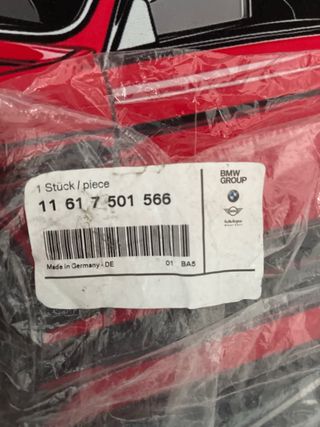 1 Stück / piece
11 61 7 501 566
Made in Germany - DE 01 BA5
BMW
GROUP